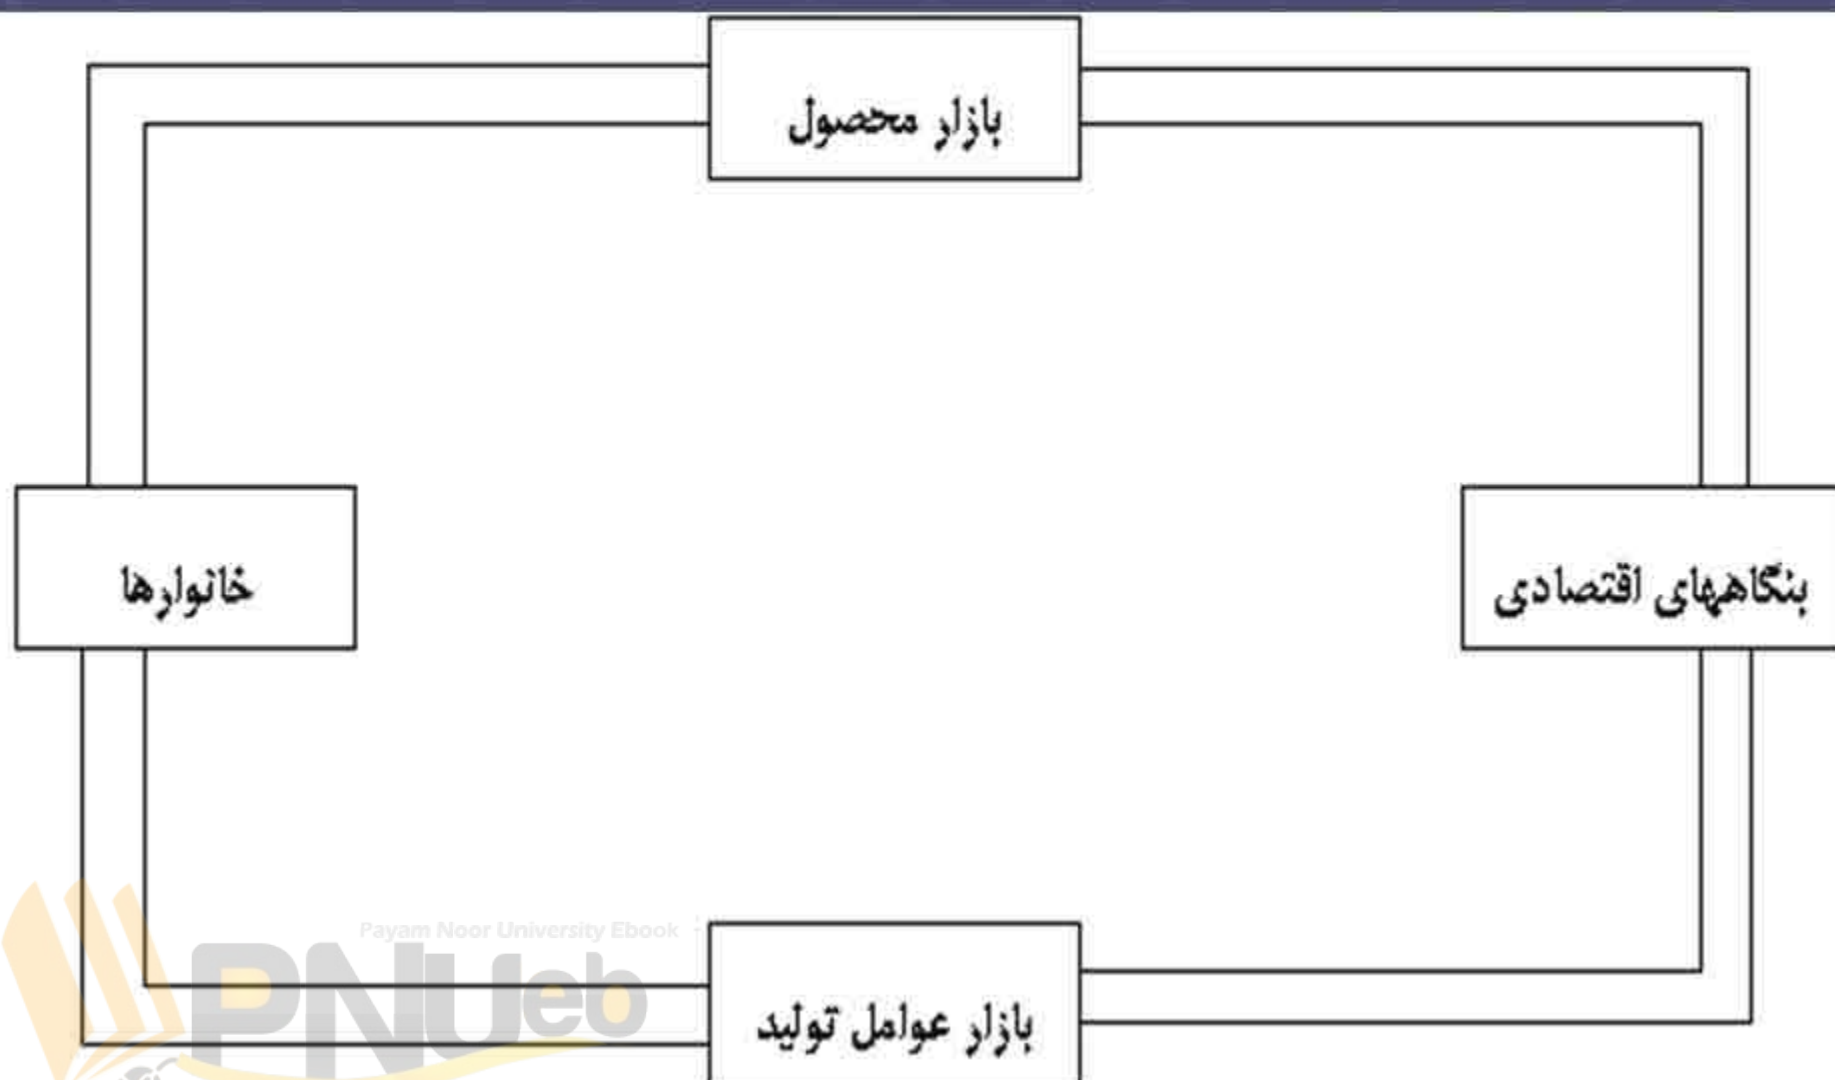 بازار محصول
خانوارها
بنگاههای اقتصادی
Payam Noor University Ebook
PNUeb
بازار عوامل تولید